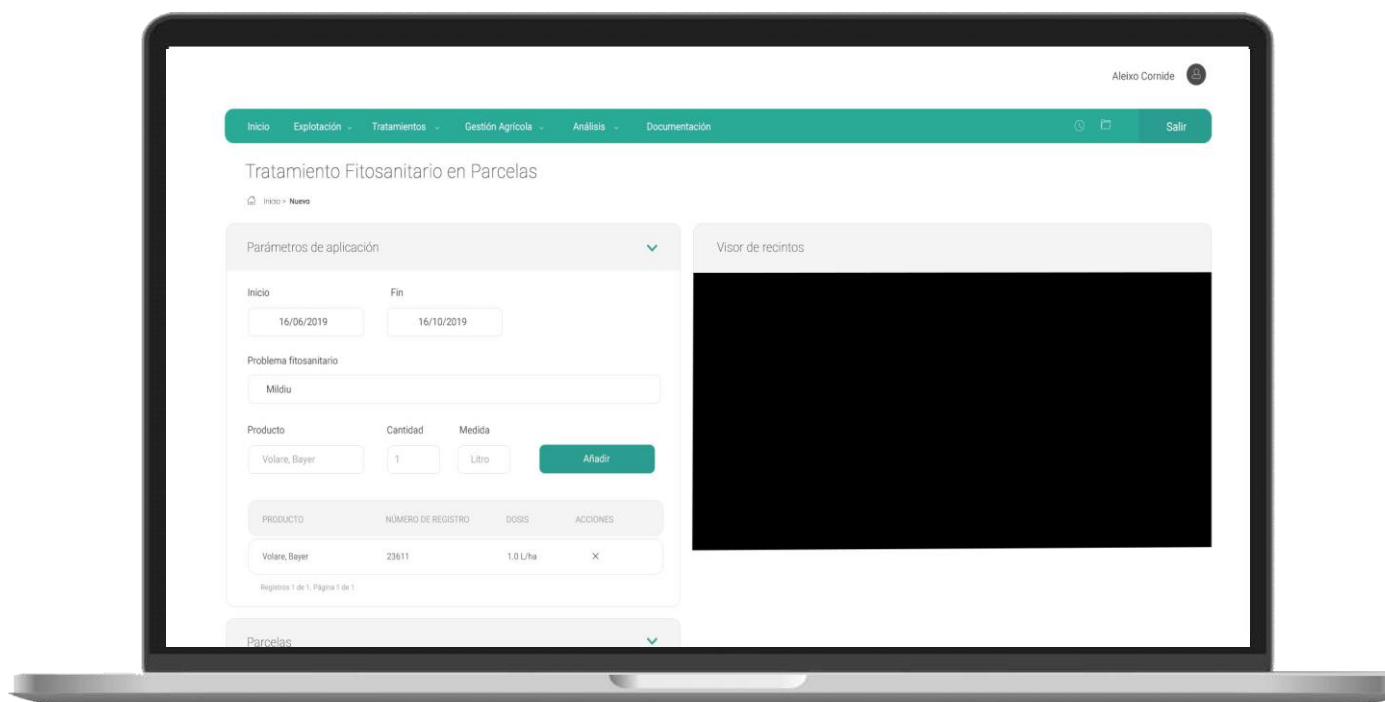 Aleixo Cornide
Inicio Explotación Tratamientos Gestión Agrícola Análisis Documentación Salir
Tratamiento Fitosanitario en Parcelas
Inicio > Nuevo
Parámetros de aplicación
Visor de recintos
Inicio Fin
16/06/2019 16/10/2019
Problema fitosanitario
Mildiu
Producto Cantidad Medida
Volare, Bayer 1 Litro Añadir
PRODUCTO NÚMERO DE REGISTRO DOSIS ACCIONES
Volare, Bayer 23611 1.0 L/ha ×
Registros 1 de 1, Página 1 de 1
Parcelas